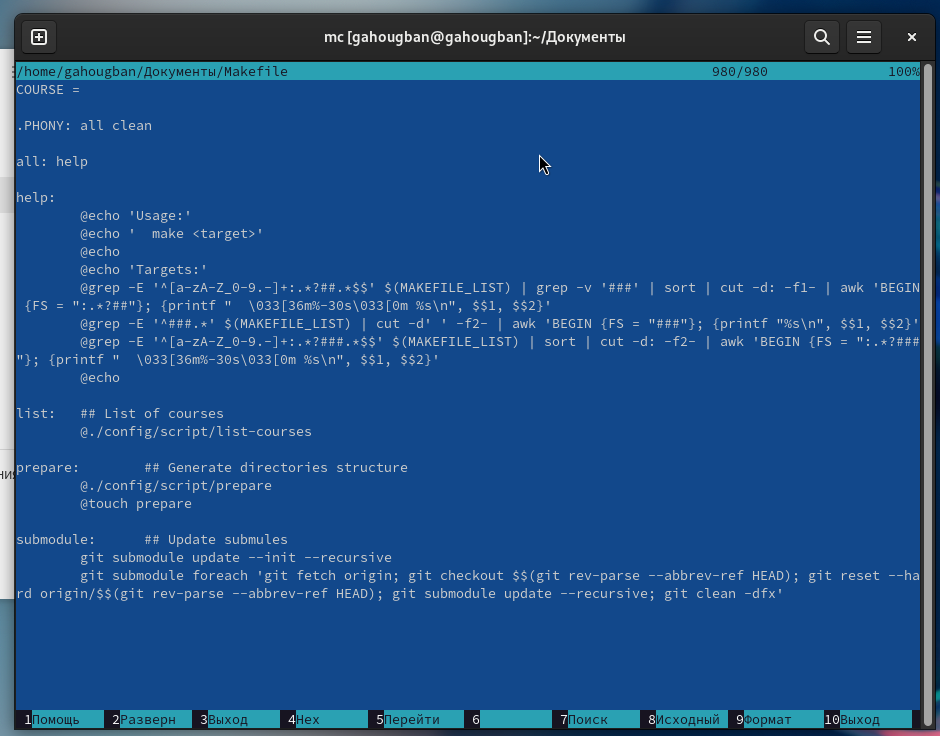 mc [gahougban@gahougban]:~/Документы
/home/gahougban/Документы/Makefile 980/980 100%
COURSE =
.PHONY: all clean
all: help
help:
@echo 'Usage:'
@echo '  make <target>'
@echo
@echo 'Targets:'
@grep -E '^[a-zA-Z_0-9.-]+:.*?##.*$$' $(MAKEFILE_LIST) | grep -v '###' | sort | cut -d: -f1- | awk 'BEGIN
{FS = ":.*?##"}; {printf "  \033[36m%-30s\033[0m %s\n", $$1, $$2}'
@grep -E '^###.*' $(MAKEFILE_LIST) | cut -d' ' -f2- | awk 'BEGIN {FS = "###"}; {printf "%s\n", $$1, $$2}'
@grep -E '^[a-zA-Z_0-9.-]+:.*?###.*$$' $(MAKEFILE_LIST) | sort | cut -d: -f2- | awk 'BEGIN {FS = ":.*?###
"}; {printf "  \033[36m%-30s\033[0m %s\n", $$1, $$2}'
@echo
list:   ## List of courses
@./config/script/list-courses
prepare:        ## Generate directories structure
@./config/script/prepare
@touch prepare
submodule:      ## Update submules
git submodule update --init --recursive
git submodule foreach 'git fetch origin; git checkout $$(git rev-parse --abbrev-ref HEAD); git reset --ha
rd origin/$$(git rev-parse --abbrev-ref HEAD); git submodule update --recursive; git clean -dfx'
1Помощь 2Разверн 3Выход 4Hex 5Перейти 6 7Поиск 8Исходный 9Формат 10Выход